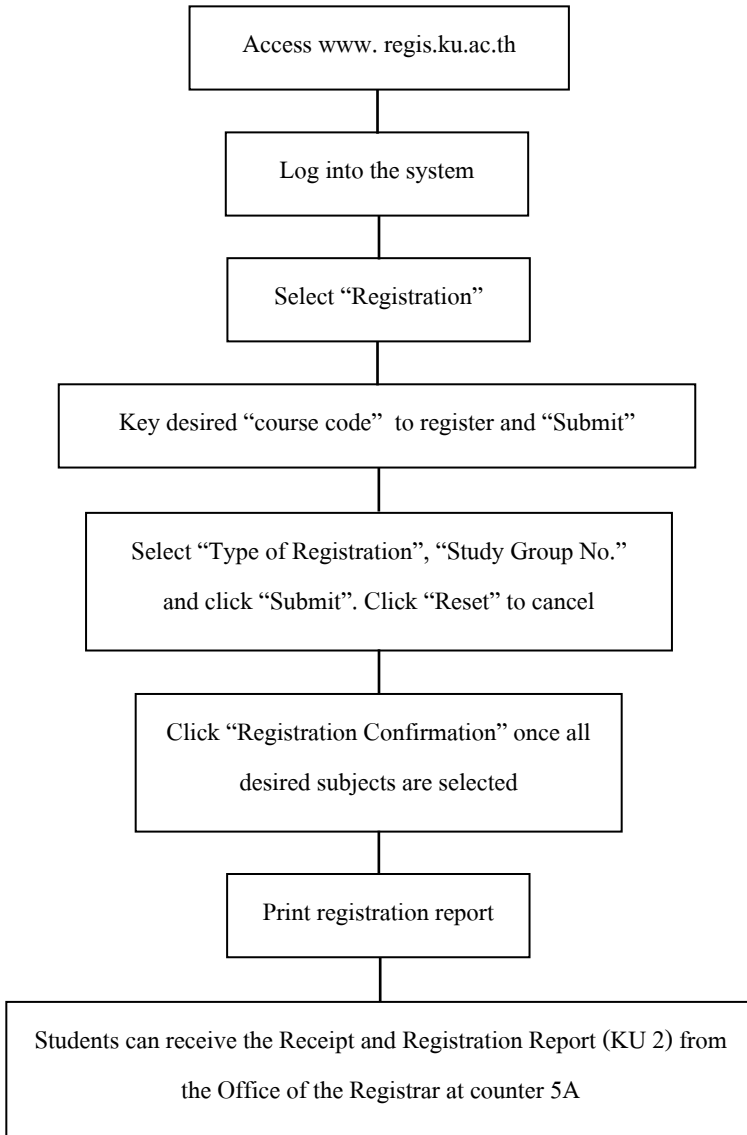 Access www. regis.ku.ac.th
Log into the system
Select “Registration”
Key desired “course code”  to register and “Submit”
Select “Type of Registration”, “Study Group No.”
and click “Submit”. Click “Reset” to cancel
Click “Registration Confirmation” once all
desired subjects are selected
Print registration report
Students can receive the Receipt and Registration Report (KU 2) from
the Office of the Registrar at counter 5A